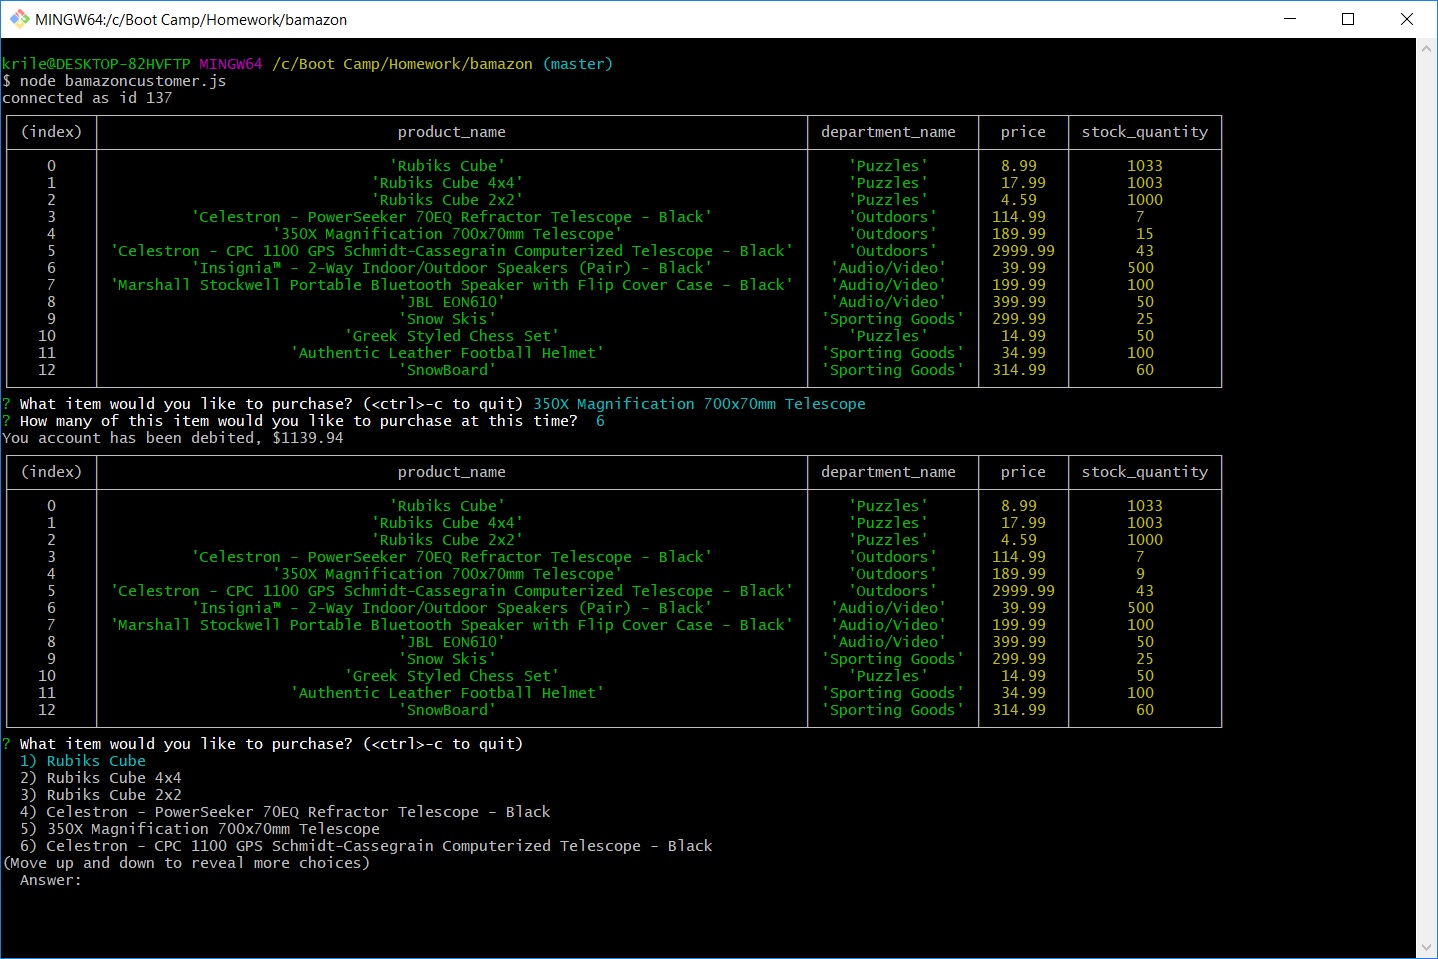 MINGW64:/c/Boot Camp/Homework/bamazon
krile@DESKTOP-82HVFTP MINGW64 /c/Boot Camp/Homework/bamazon (master)
$ node bamazoncustomer.js
connected as id 137
(index) product_name department_name price stock_quantity
0 'Rubiks Cube' 'Puzzles' 8.99 1033
1 'Rubiks Cube 4x4' 'Puzzles' 17.99 1003
2 'Rubiks Cube 2x2' 'Puzzles' 4.59 1000
3 'Celestron - PowerSeeker 70EQ Refractor Telescope - Black' 'Outdoors' 114.99 7
4 '350X Magnification 700x70mm Telescope' 'Outdoors' 189.99 15
5 'Celestron - CPC 1100 GPS Schmidt-Cassegrain Computerized Telescope - Black' 'Outdoors' 2999.99 43
6 'Insignia™ - 2-Way Indoor/Outdoor Speakers (Pair) - Black' 'Audio/Video' 39.99 500
7 'Marshall Stockwell Portable Bluetooth Speaker with Flip Cover Case - Black' 'Audio/Video' 199.99 100
8 'JBL EON610' 'Audio/Video' 399.99 50
9 'Snow Skis' 'Sporting Goods' 299.99 25
10 'Greek Styled Chess Set' 'Puzzles' 14.99 50
11 'Authentic Leather Football Helmet' 'Sporting Goods' 34.99 100
12 'SnowBoard' 'Sporting Goods' 314.99 60
? What item would you like to purchase? (<ctrl>-c to quit) 350X Magnification 700x70mm Telescope
? How many of this item would you like to purchase at this time? 6
You account has been debited, $1139.94
(index) product_name department_name price stock_quantity
0 'Rubiks Cube' 'Puzzles' 8.99 1033
1 'Rubiks Cube 4x4' 'Puzzles' 17.99 1003
2 'Rubiks Cube 2x2' 'Puzzles' 4.59 1000
3 'Celestron - PowerSeeker 70EQ Refractor Telescope - Black' 'Outdoors' 114.99 7
4 '350X Magnification 700x70mm Telescope' 'Outdoors' 189.99 9
5 'Celestron - CPC 1100 GPS Schmidt-Cassegrain Computerized Telescope - Black' 'Outdoors' 2999.99 43
6 'Insignia™ - 2-Way Indoor/Outdoor Speakers (Pair) - Black' 'Audio/Video' 39.99 500
7 'Marshall Stockwell Portable Bluetooth Speaker with Flip Cover Case - Black' 'Audio/Video' 199.99 100
8 'JBL EON610' 'Audio/Video' 399.99 50
9 'Snow Skis' 'Sporting Goods' 299.99 25
10 'Greek Styled Chess Set' 'Puzzles' 14.99 50
11 'Authentic Leather Football Helmet' 'Sporting Goods' 34.99 100
12 'SnowBoard' 'Sporting Goods' 314.99 60
? What item would you like to purchase? (<ctrl>-c to quit)
1) Rubiks Cube
2) Rubiks Cube 4x4
3) Rubiks Cube 2x2
4) Celestron - PowerSeeker 70EQ Refractor Telescope - Black
5) 350X Magnification 700x70mm Telescope
6) Celestron - CPC 1100 GPS Schmidt-Cassegrain Computerized Telescope - Black
(Move up and down to reveal more choices)
Answer: